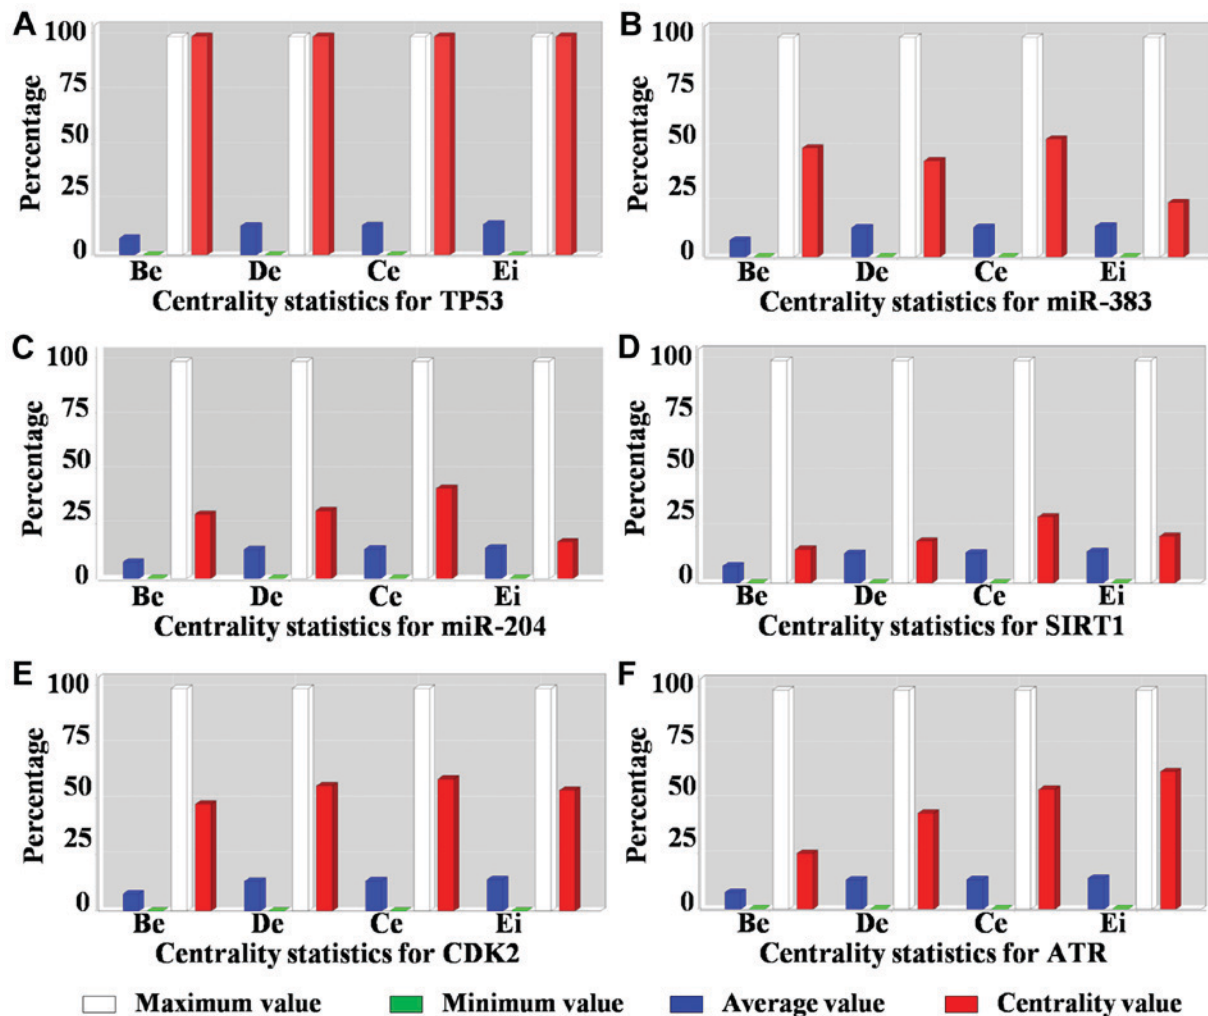 A
Percentage
100
75
50
25
0
Be De Ce Ei
Centrality statistics for TP53
B
Percentage
100
75
50
25
0
Be De Ce Ei
Centrality statistics for miR-383
C
Percentage
100
75
50
25
0
Be De Ce Ei
Centrality statistics for miR-204
D
Percentage
100
75
50
25
0
Be De Ce Ei
Centrality statistics for SIRT1
E
Percentage
100
75
50
25
0
Be De Ce Ei
Centrality statistics for CDK2
F
Percentage
100
75
50
25
0
Be De Ce Ei
Centrality statistics for ATR
Maximum value Minimum value Average value Centrality value